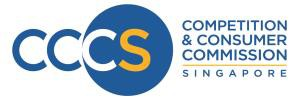 CCCS
COMPETITION
& CONSUMER
COMMISSION
SINGAPORE